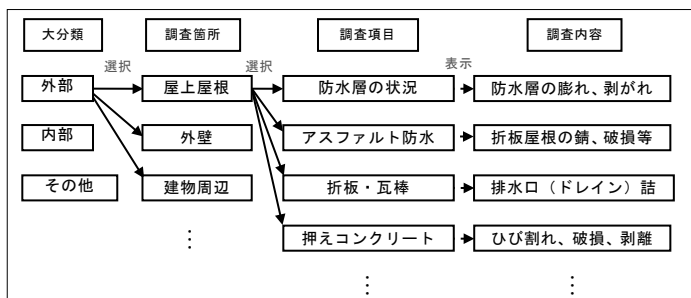 大分類 調査箇所 調査項目 調査内容
選択 選択 表示
外部 屋上屋根 防水層の状況 防水層の膨れ、剥がれ
内部 外壁 アスファルト防水 折板屋根の錆、破損等
その他 建物周辺 折板・瓦棒 排水口（ドレイン）詰
押えコンクリート ひび割れ、破損、剥離